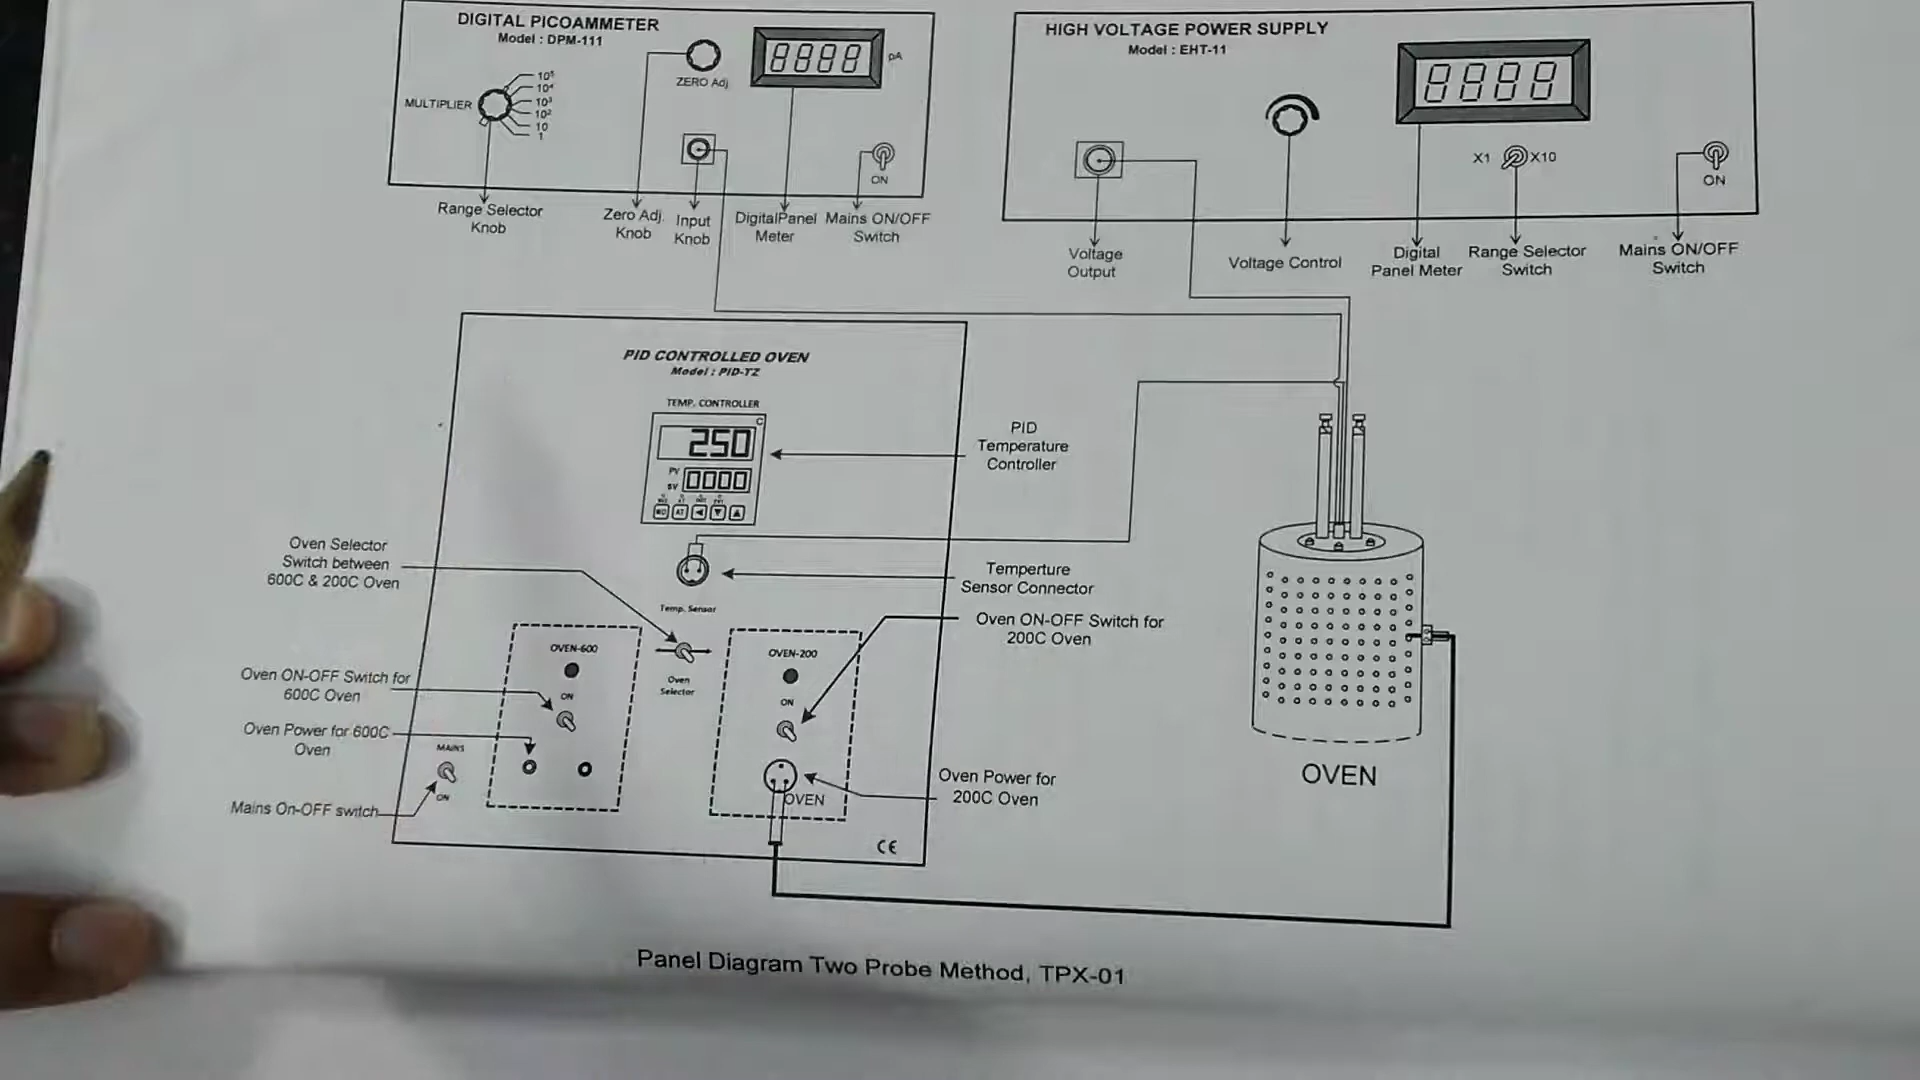 DIGITAL PICOAMMETER
Model : DPM-111
MULTIPLIER
10⁵
10⁴
10³
10²
10
1
ZERO Adj
8888
pA
ON
Range Selector
Knob
Zero Adj.
Knob
Input
Knob
DigitalPanel
Meter
Mains ON/OFF
Switch
HIGH VOLTAGE POWER SUPPLY
Model : EHT-11
8888
X1
X10
ON
Voltage
Output
Voltage Control
Digital
Panel Meter
Range Selector
Switch
Mains ON/OFF
Switch
PID CONTROLLED OVEN
Model : PID-TZ
TEMP. CONTROLLER
C
250
PV
SV
0000
AT
PID
Temperature
Controller
Oven Selector
Switch between
600C & 200C Oven
Temp. Sensor
Temperture
Sensor Connector
Oven ON-OFF Switch for
200C Oven
OVEN-600
ON
Oven
Selector
OVEN-200
ON
Oven ON-OFF Switch for
600C Oven
Oven Power for 600C
Oven
MAINS
ON
Mains On-OFF switch
OVEN
Oven Power for
200C Oven
CE
OVEN
Panel Diagram Two Probe Method, TPX-01